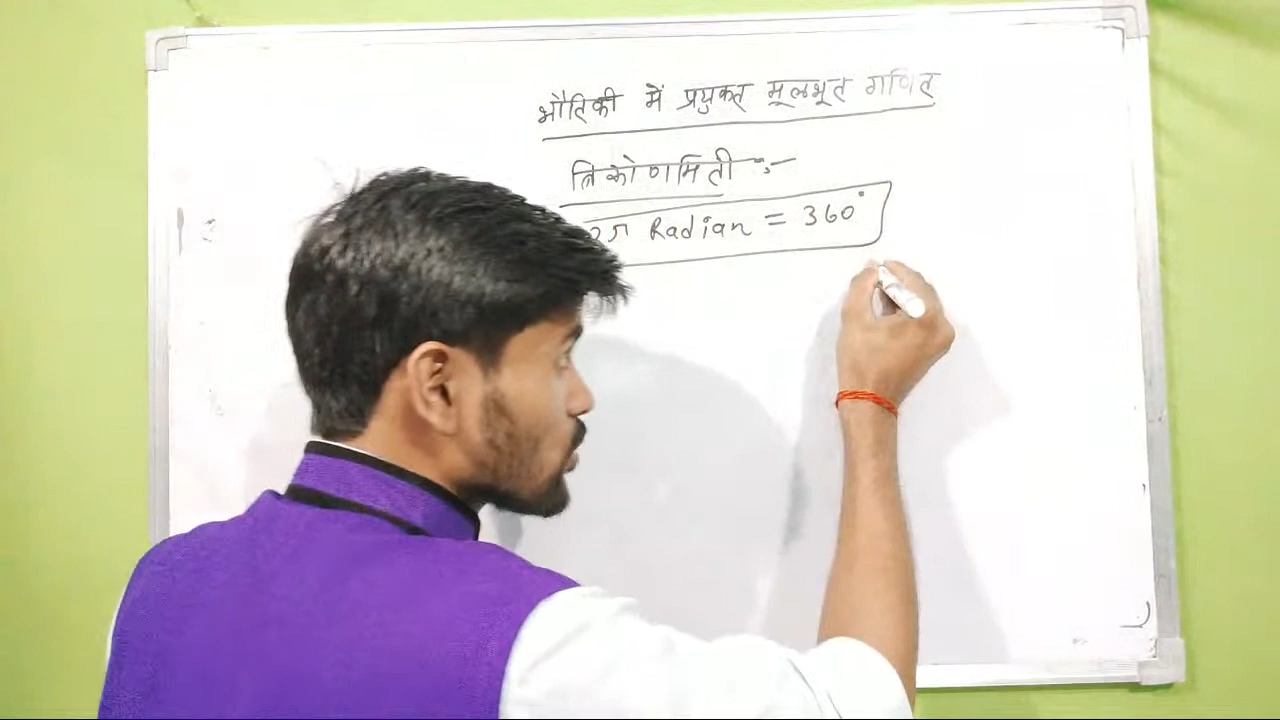 भौतिकी में प्रयुक्त मूलभूत गणित
त्रिकोणमिती :-
2π Radian = 360°